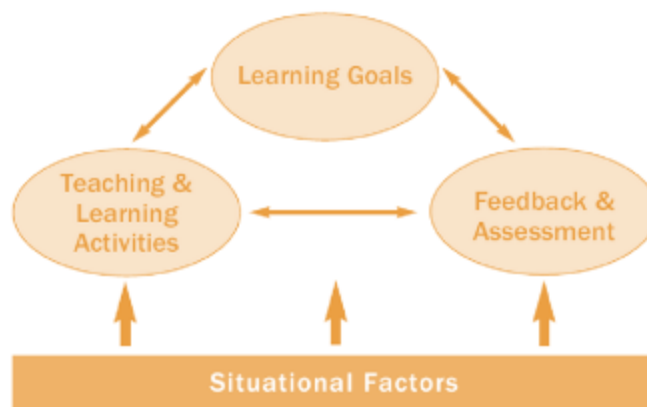 Learning Goals
Teaching &
Learning
Activities
Feedback &
Assessment
Situational Factors